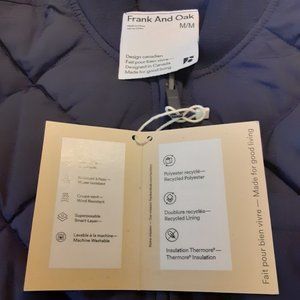 Frank And Oak
M/M
Design canadien
Fait pour bien vivre—
Designed in Canada
Made for good living
Water Resistant
Coupe-vent—
Wind Resistant
Superposable
Smart Layer—
Lavable à la machine—
Machine Washable
Polyester recyclé—
Recycled Polyester
Doublure recyclée—
Recycled Lining
Insulation Thermore®—
Thermore® Insulation
Fait pour bien vivre — Made for good living